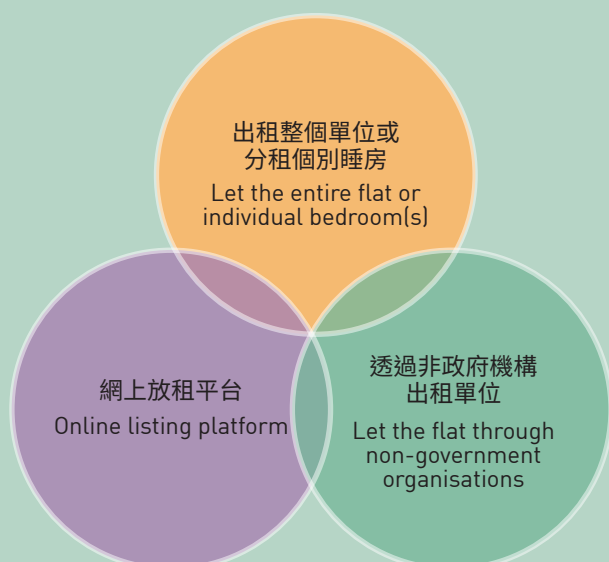 出租整個單位或
分租個別睡房
Let the entire flat or
individual bedroom(s)
網上放租平台
Online listing platform
透過非政府機構
出租單位
Let the flat through
non-government
organisations